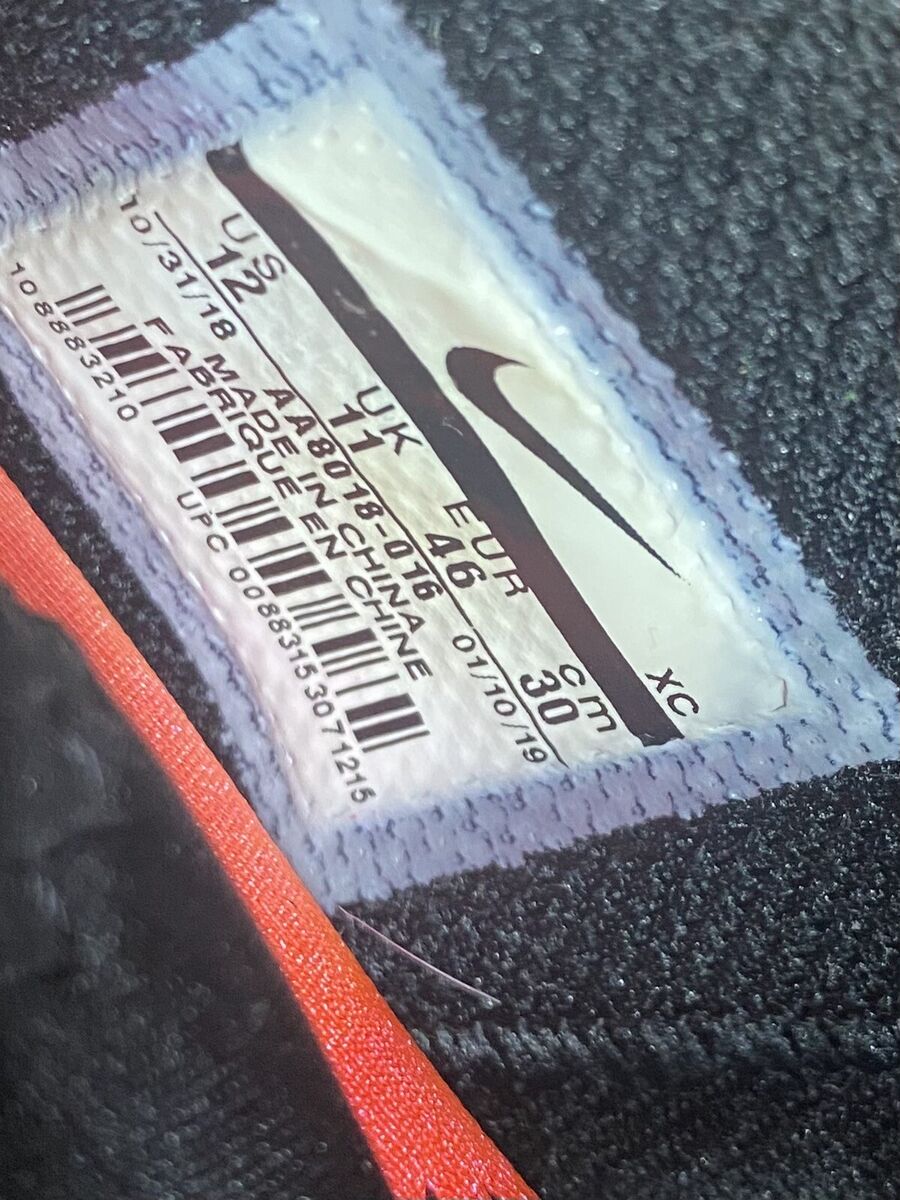 XC
US UK EUR cm
12 11 46 30
10/31/18 AA8018-016 01/10/19
MADE IN CHINA
FABRIQUE EN CHINE
1088883210
UPC 00883153071215